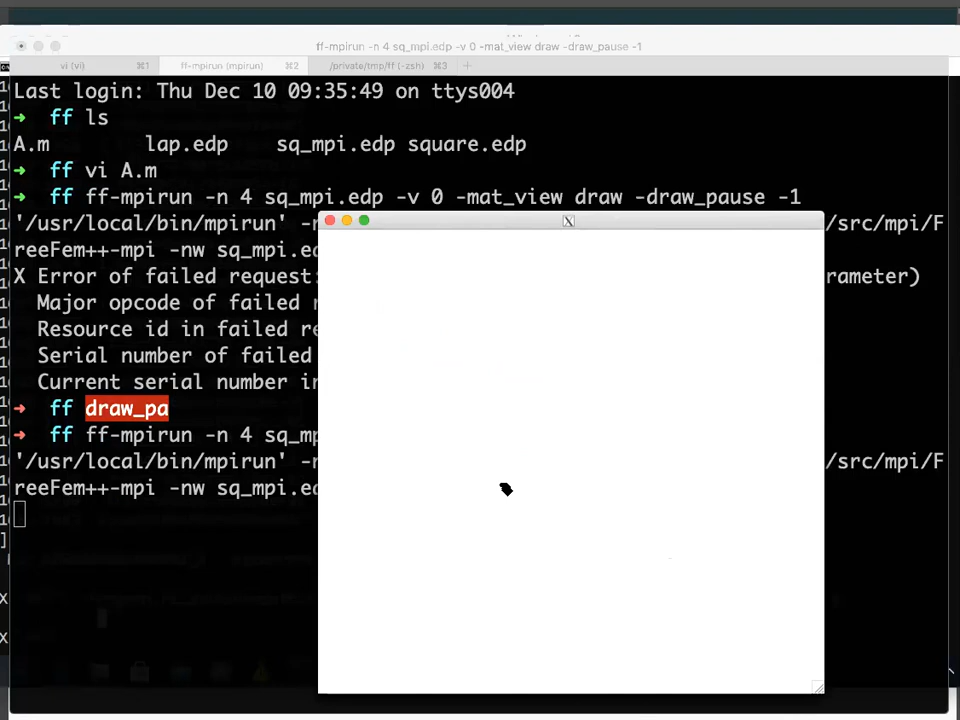 ff-mpirun -n 4 sq_mpi.edp -v 0 -mat_view draw -draw_pause -1
vi (vi) ⌘1 ff-mpirun (mpirun) ⌘2 /private/tmp/ff (-zsh) ⌘3 +
Last login: Thu Dec 10 09:35:49 on ttys004
➜ ff ls
A.m lap.edp sq_mpi.edp square.edp
➜ ff vi A.m
➜ ff ff-mpirun -n 4 sq_mpi.edp -v 0 -mat_view draw -draw_pause -1
'/usr/local/bin/mpirun' -n /src/mpi/F
reeFem++-mpi -nw sq_mpi.ed
X Error of failed request: rameter)
Major opcode of failed r
Resource id in failed re
Serial number of failed
Current serial number in
➜ ff draw_pa
➜ ff ff-mpirun -n 4 sq_mp
'/usr/local/bin/mpirun' -n /src/mpi/F
reeFem++-mpi -nw sq_mpi.ed